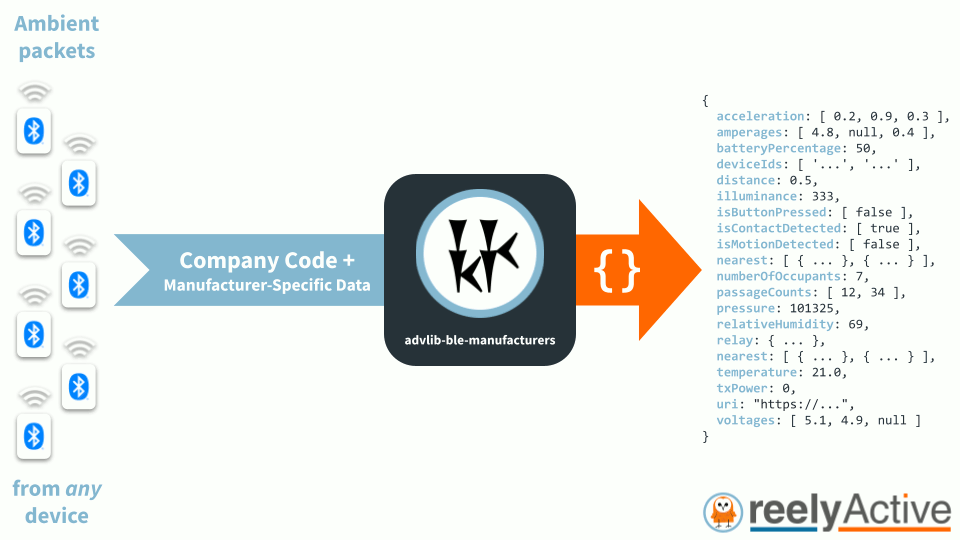 Ambient
packets
from any
device
Company Code +
Manufacturer-Specific Data
advlib-ble-manufacturers
{}
{
acceleration: [ 0.2, 0.9, 0.3 ],
amperages: [ 4.8, null, 0.4 ],
batteryPercentage: 50,
deviceIds: [ '...', '...' ],
distance: 0.5,
illuminance: 333,
isButtonPressed: [ false ],
isContactDetected: [ true ],
isMotionDetected: [ false ],
nearest: [ { ... }, { ... } ],
numberOfOccupants: 7,
passageCounts: [ 12, 34 ],
pressure: 101325,
relativeHumidity: 69,
relay: { ... },
nearest: [ { ... }, { ... } ],
temperature: 21.0,
txPower: 0,
uri: "https://...",
voltages: [ 5.1, 4.9, null ]
}
reelyActive